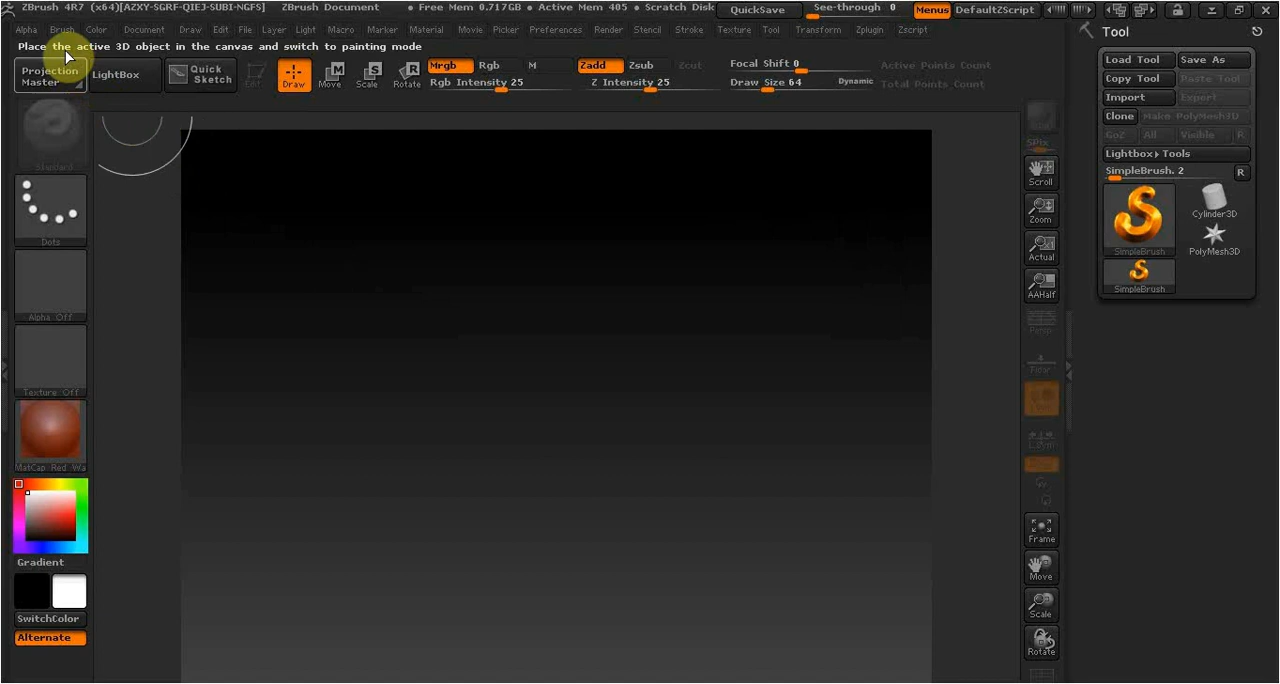 ZBrush 4R7 (x64)[AZXY-SGRF-QIEJ-SUBI-NGFS] ZBrush Document • Free Mem 0.717GB • Active Mem 405 • Scratch Disk QuickSave See-through 0 Menus DefaultZScript
Alpha Brush Color Document Draw Edit File Layer Light Macro Marker Material Movie Picker Preferences Render Stencil Stroke Texture Tool Transform Zplugin Zscript
Place the active 3D object in the canvas and switch to painting mode
Projection
Master
LightBox
Quick
Sketch
Edit
Draw
Move
Scale
Rotate
Mrgb Rgb M
Rgb Intensity 25
Zadd Zsub Zcut
Z Intensity 25
Focal Shift 0
Draw Size 64 Dynamic
Active Points Count
Total Points Count
Standard
Dots
Alpha Off
Texture Off
MatCap Red Wa
Gradient
SwitchColor
Alternate
SPix
Scroll
Zoom
Actual
AAHalf
Persp
Floor
L.Sym
Frame
Move
Scale
Rotate
Tool
Load Tool Save As
Copy Tool Paste Tool
Import Export
Clone Make PolyMesh3D
GoZ All Visible R
Lightbox▸Tools
SimpleBrush. 2 R
S
Cylinder3D
SimpleBrush
PolyMesh3D
S
SimpleBrush